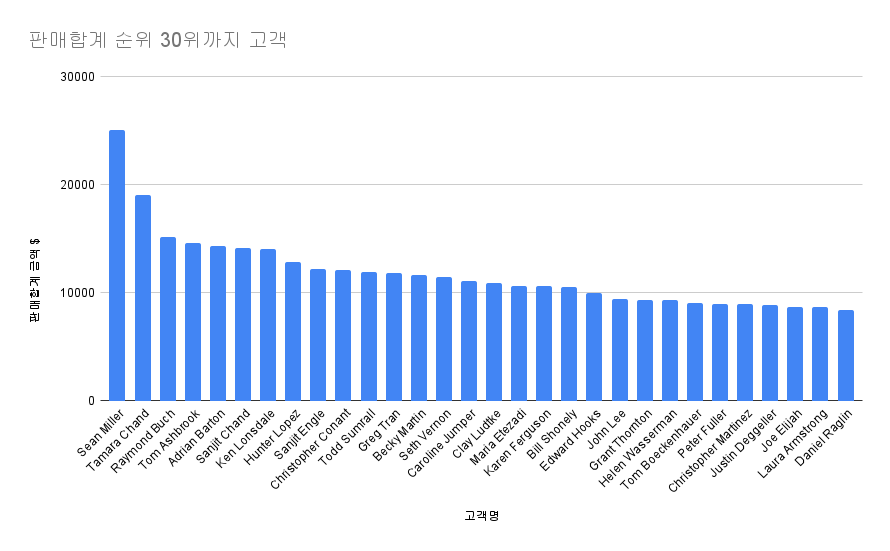 판매합계 순위 30위까지 고객
30000
20000
10000
0
판매합계 금액 $
Sean Miller
Tamara Chand
Raymond Buch
Tom Ashbrook
Adrian Barton
Sanjit Chand
Ken Lonsdale
Hunter Lopez
Sanjit Engle
Christopher Conant
Todd Sumrall
Greg Tran
Becky Martin
Seth Vernon
Caroline Jumper
Clay Ludtke
Maria Etezadi
Karen Ferguson
Bill Shonely
Edward Hooks
John Lee
Grant Thornton
Helen Wasserman
Tom Boeckenhauer
Peter Fuller
Christopher Martinez
Justin Deggeller
Joe Elijah
Laura Armstrong
Daniel Raglin
고객명